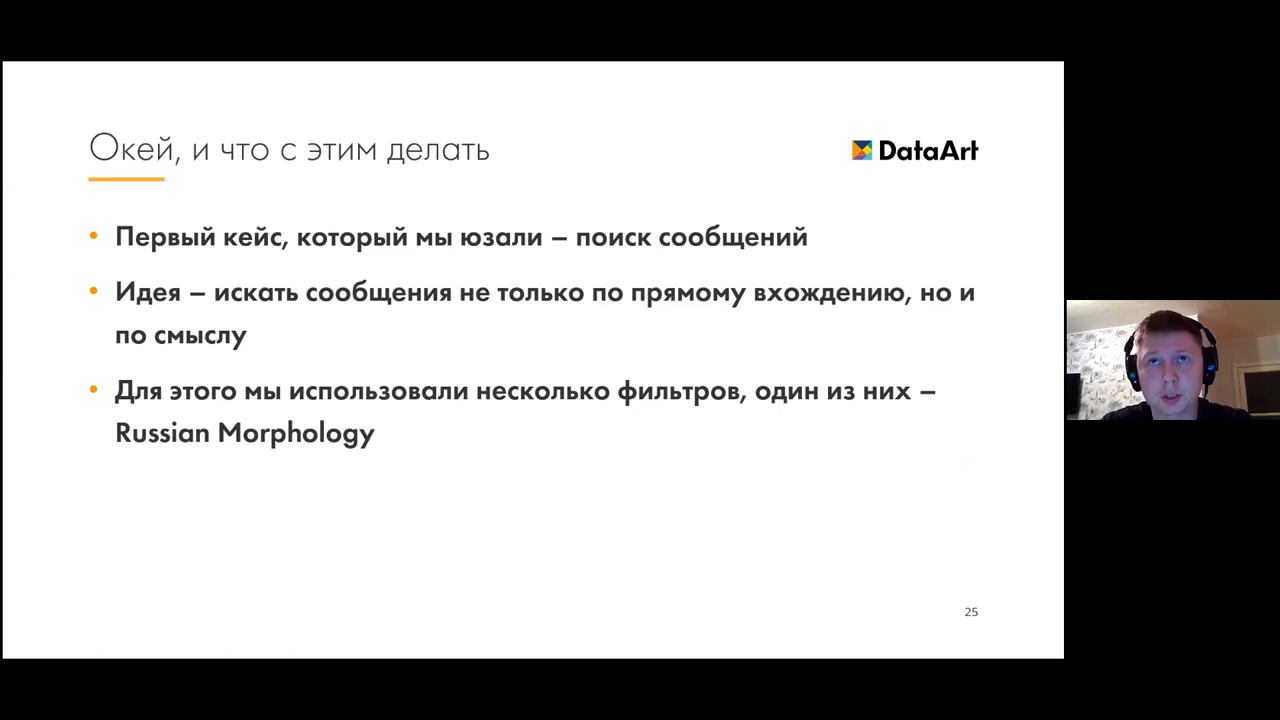 Окей, и что с этим делать
DataArt
• Первый кейс, который мы юзали – поиск сообщений
• Идея – искать сообщения не только по прямому вхождению, но и
по смыслу
• Для этого мы использовали несколько фильтров, один из них –
Russian Morphology
25